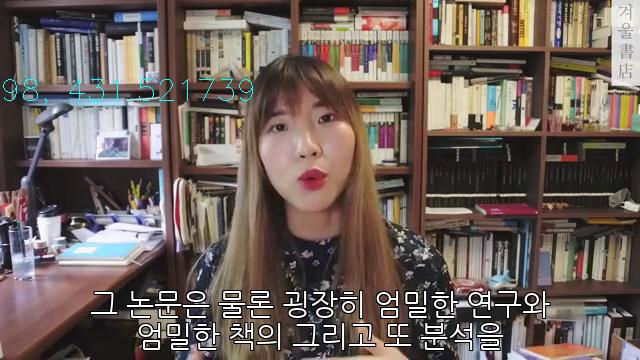 겨울書店
98, 431.521739
그 논문은 물론 굉장히 엄밀한 연구와
엄밀한 책의 그리고 또 분석을